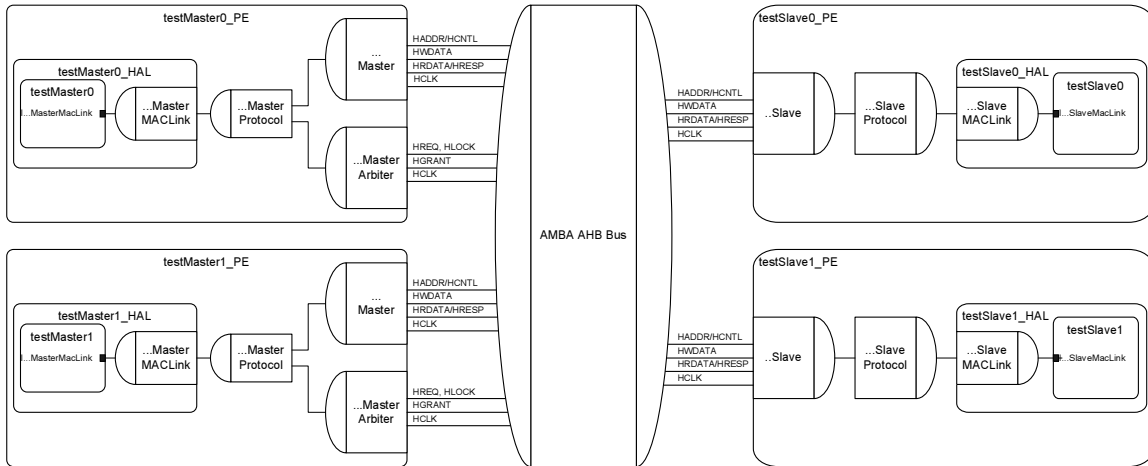 testMaster0_PE
testMaster0_HAL
testMaster0
I...MasterMacLink
...Master
MACLink
...Master
Protocol
...
Master
...Master
Arbiter
HADDR/HCNTL
HWDATA
HRDATA/HRESP
HCLK
HREQ, HLOCK
HGRANT
HCLK
testMaster1_PE
testMaster1_HAL
testMaster1
I...MasterMacLink
...Master
MACLink
...Master
Protocol
...
Master
...Master
Arbiter
HADDR/HCNTL
HWDATA
HRDATA/HRESP
HCLK
HREQ, HLOCK
HGRANT
HCLK
AMBA AHB Bus
testSlave0_PE
HADDR/HCNTL
HWDATA
HRDATA/HRESP
HCLK
..Slave
...Slave
Protocol
testSlave0_HAL
...Slave
MACLink
testSlave0
I...SlaveMacLink
testSlave1_PE
HADDR/HCNTL
HWDATA
HRDATA/HRESP
HCLK
..Slave
...Slave
Protocol
testSlave1_HAL
...Slave
MACLink
testSlave1
...SlaveMacLink